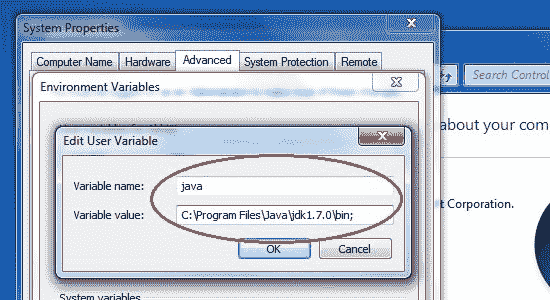 System Properties
Computer Name Hardware Advanced System Protection Remote
Search Contro
Environment Variables
about your com
Edit User Variable
Variable name: java
Variable value: C:\Program Files\Java\jdk1.7.0\bin;
t Corporation.
OK Cancel
System variables